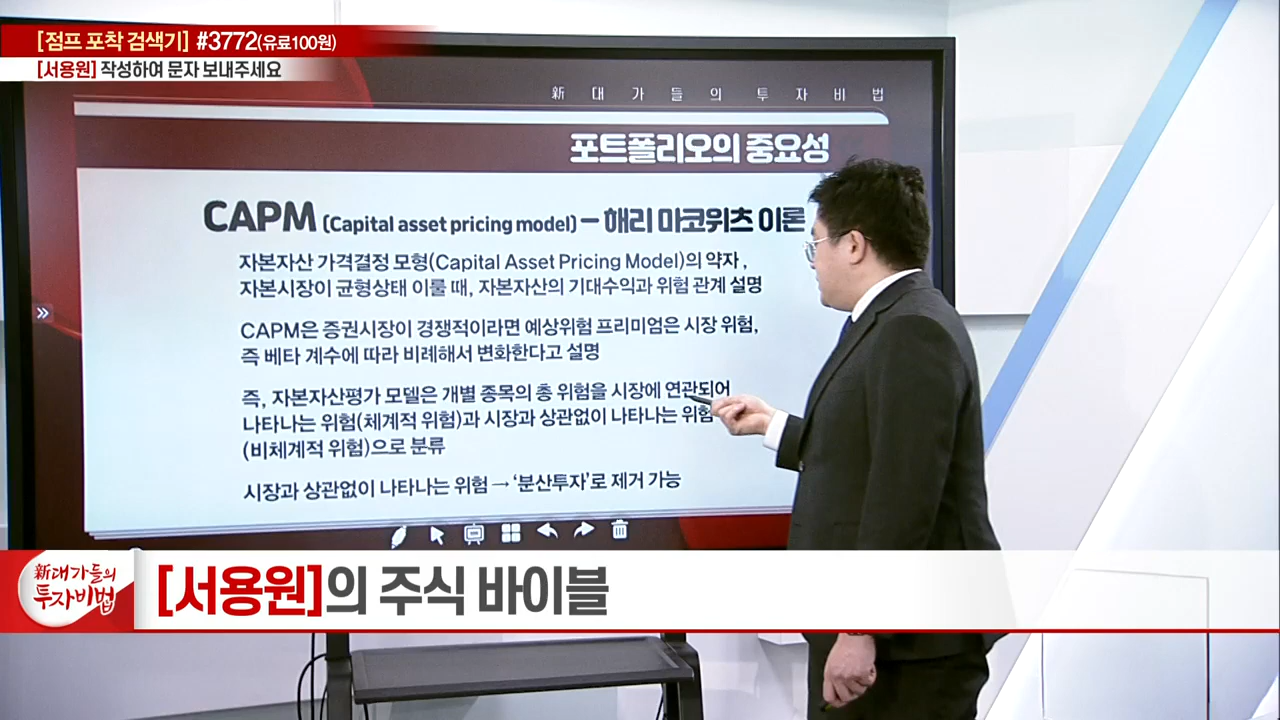 [점프 포착 검색기] #3772(유료100원)
[서용원] 작성하여 문자 보내주세요
新 대 가 들 의 투 자 비 법
포트폴리오의 중요성
CAPM (Capital asset pricing model) – 해리 마코위츠 이론
자본자산 가격결정 모형(Capital Asset Pricing Model)의 약자 ,
자본시장이 균형상태 이룰 때, 자본자산의 기대수익과 위험 관계 설명
CAPM은 증권시장이 경쟁적이라면 예상위험 프리미엄은 시장 위험,
즉 베타 계수에 따라 비례해서 변화한다고 설명
즉, 자본자산평가 모델은 개별 종목의 총 위험을 시장에 연관되어
나타나는 위험(체계적 위험)과 시장과 상관없이 나타나는 위험
(비체계적 위험)으로 분류
시장과 상관없이 나타나는 위험 → ‘분산투자’로 제거 가능
新대가들의
투자비법
[서용원]의 주식 바이블